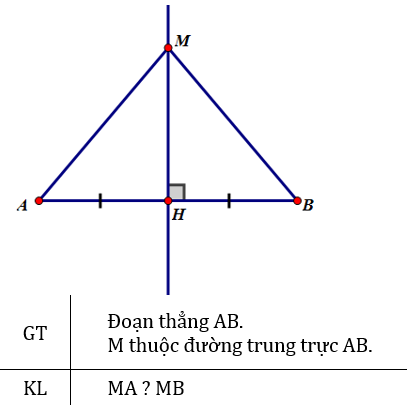 M
A
H
B
GT
Đoạn thẳng AB.
M thuộc đường trung trực AB.
KL
MA ? MB